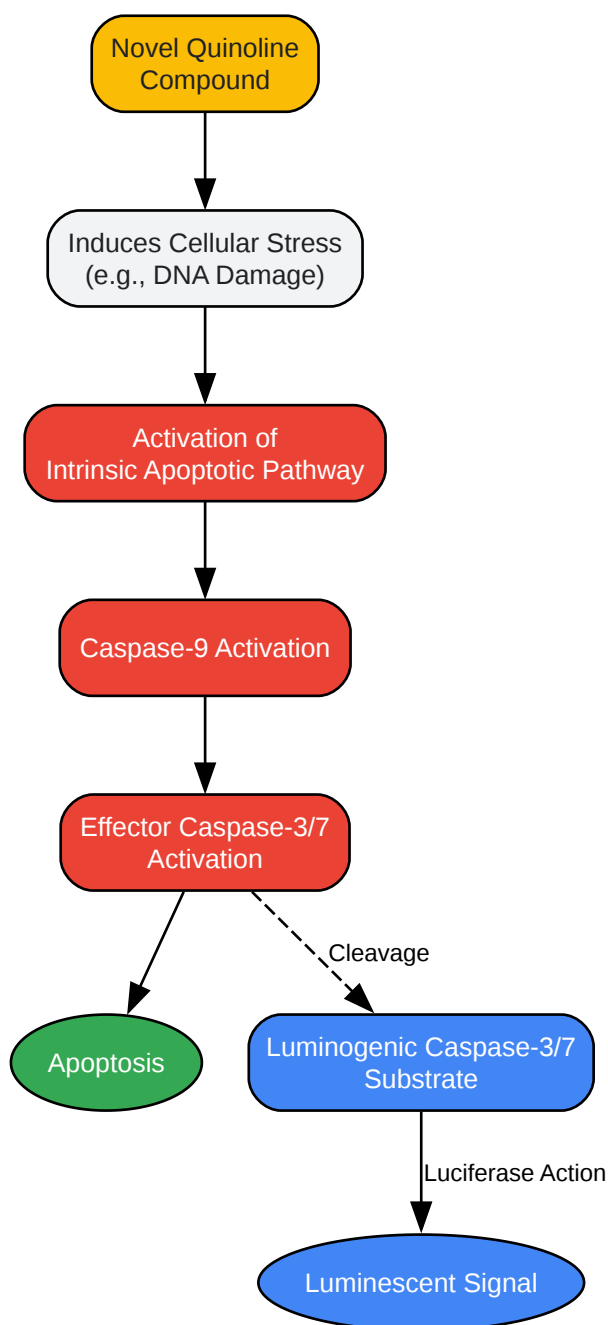 Novel Quinoline
Compound
Induces Cellular Stress
(e.g., DNA Damage)
Activation of
Intrinsic Apoptotic Pathway
Caspase-9 Activation
Effector Caspase-3/7
Activation
Cleavage
Apoptosis
Luminogenic Caspase-3/7
Substrate
Luciferase Action
Luminescent Signal